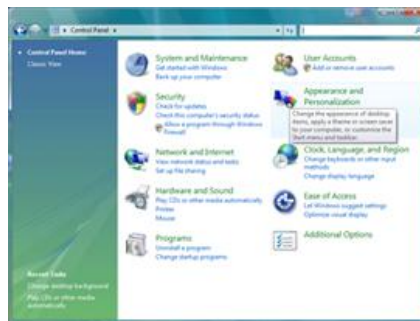 Control Panel
Control Panel Home
Classic View
System and Maintenance
Get started with Windows
Back up your computer
Security
Check for updates
Check this computer's security status
Allow a program through Windows
Firewall
Network and Internet
View network status and tasks
Set up file sharing
Hardware and Sound
Play CDs or other media automatically
Printer
Mouse
Programs
Uninstall a program
Change startup programs
User Accounts
Add or remove user accounts
Appearance and
Personalization
Change the appearance of desktop
items, apply a theme or screen saver
to your computer, or customize the
Start menu and taskbar.
Clock, Language, and Region
Change keyboards or other input
methods
Change display language
Ease of Access
Let Windows suggest settings
Optimize visual display
Additional Options
Recent Tasks
Change desktop background
Play CDs or other media
automatically